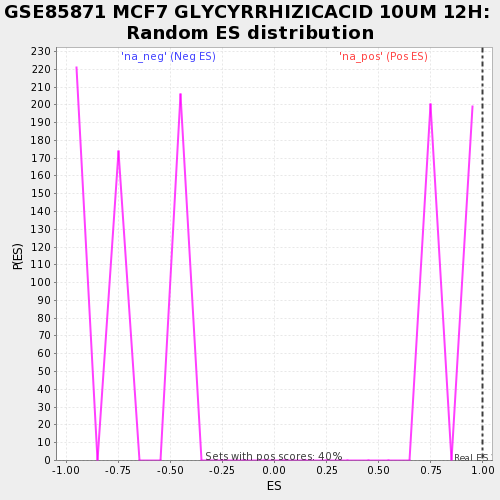 GSE85871 MCF7 GLYCYRRHIZICACID 10UM 12H:
Random ES distribution
'na_neg' (Neg ES)
'na_pos' (Pos ES)
230
220
210
200
190
180
170
160
150
140
130
120
110
100
90
80
70
60
50
40
30
20
10
0
P(ES)
Sets with pos scores: 40%
Real ES
-1.00 -0.75 -0.50 -0.25 0.00 0.25 0.50 0.75 1.00
ES